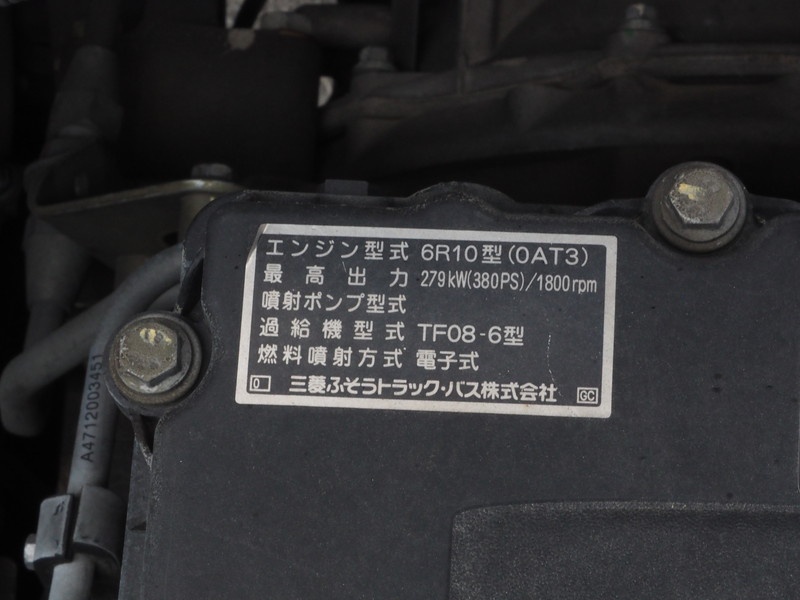 エンジン型式 6R10型(0AT3)
最高出力 279kW(380PS)/1800rpm
噴射ポンプ型式
過給機型式 TF08-6型
燃料噴射方式 電子式
0 三菱ふそうトラック・バス株式会社 GC
A4712003451